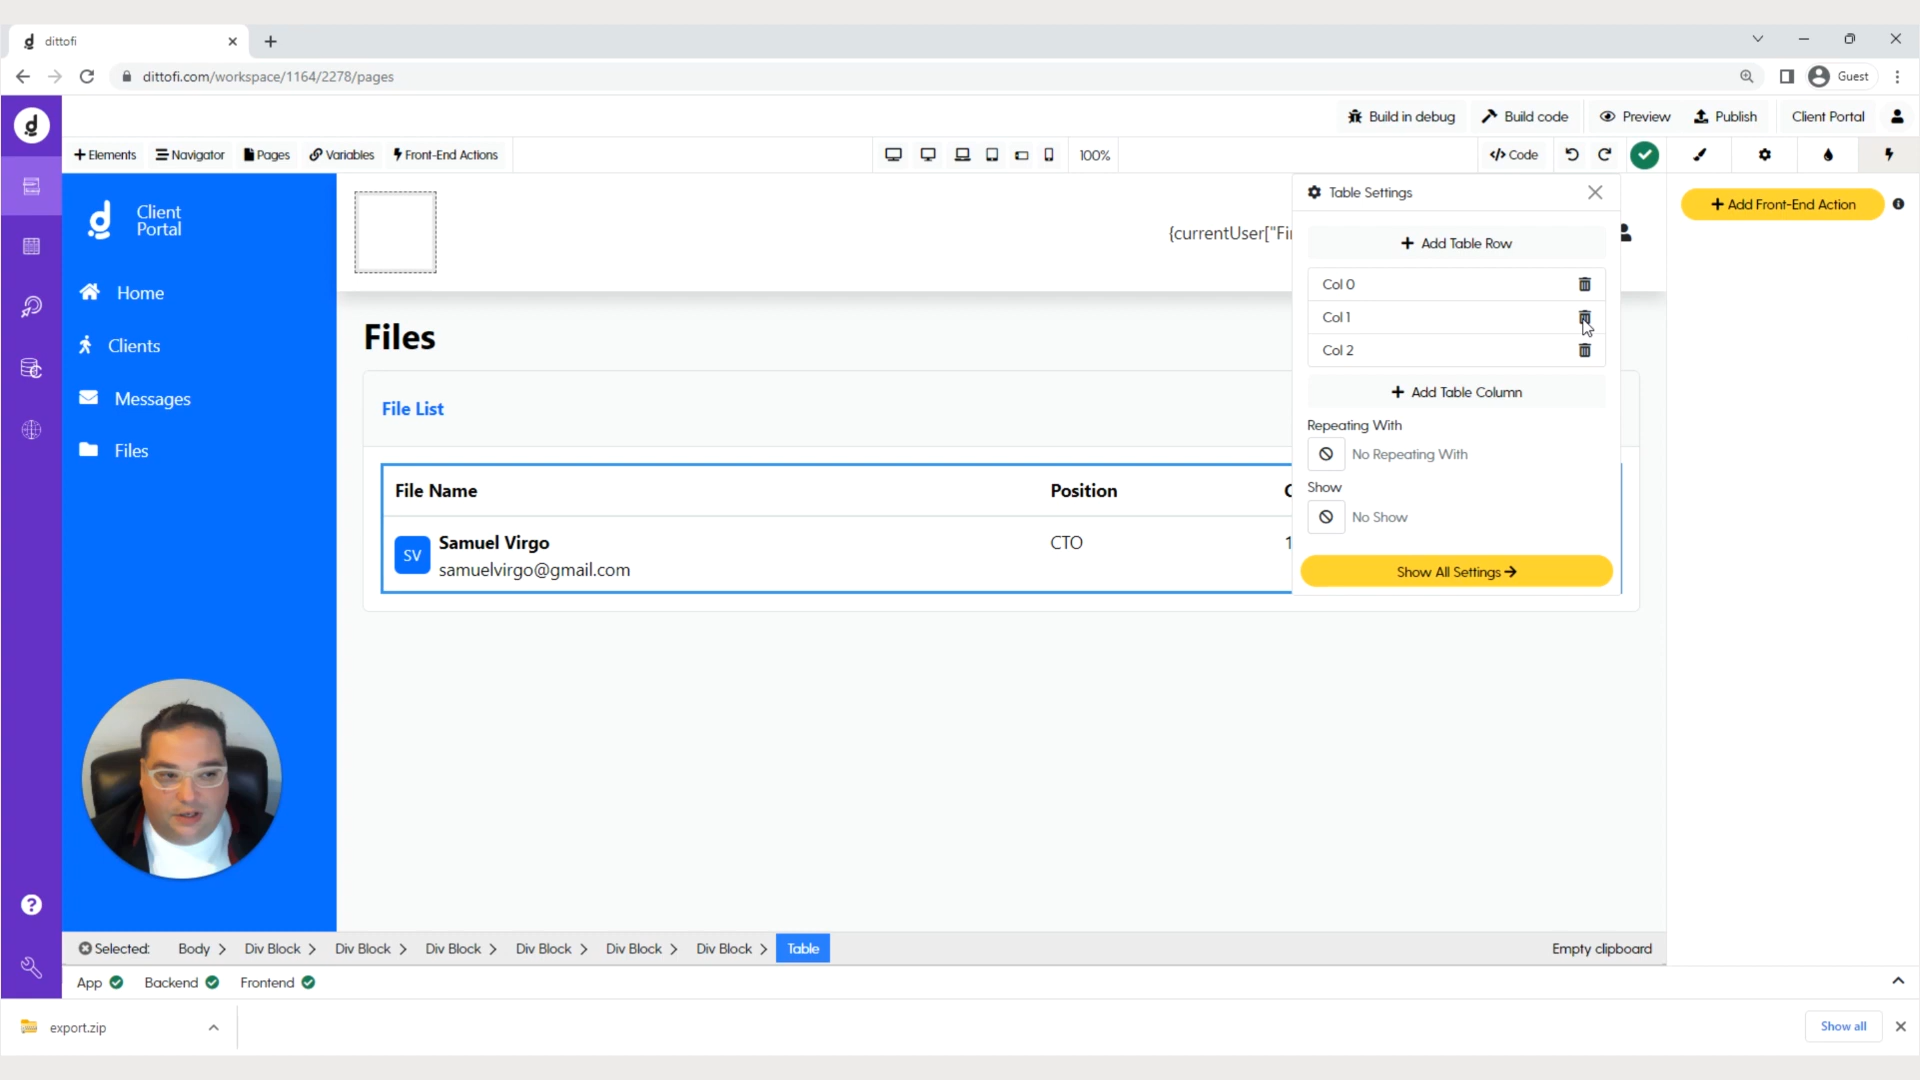 dittofi
dittofi.com/workspace/1164/2278/pages
Guest
Build in debug
Build code
Preview
Publish
Client Portal
Elements
Navigator
Pages
Variables
Front-End Actions
100%
</> Code
Client
Portal
Home
Clients
Messages
Files
{currentUser["Fi
Table Settings
Add Table Row
Col 0
Col 1
Col 2
Add Table Column
Repeating With
No Repeating With
Show
No Show
Show All Settings
Add Front-End Action
Files
File List
File Name
Position
SV
Samuel Virgo
samuelvirgo@gmail.com
CTO
1
Selected:
Body
Div Block
Div Block
Div Block
Div Block
Div Block
Div Block
Table
Empty clipboard
App
Backend
Frontend
export.zip
Show all